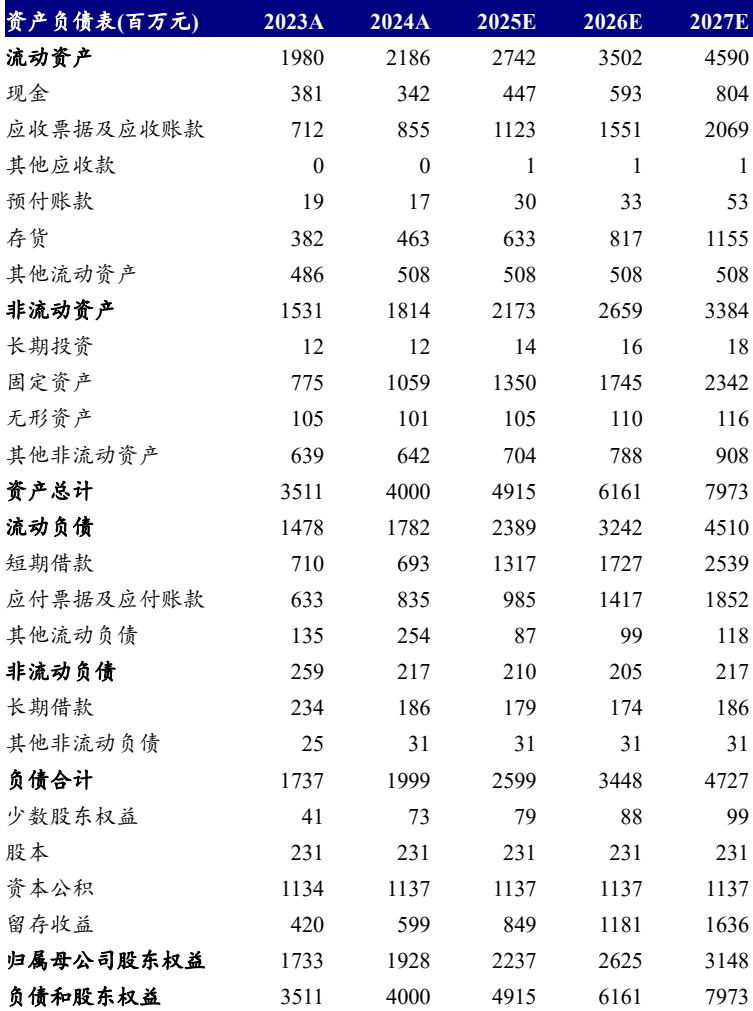 资产负债表(百万元) 2023A 2024A 2025E 2026E 2027E
流动资产 1980 2186 2742 3502 4590
现金 381 342 447 593 804
应收票据及应收账款 712 855 1123 1551 2069
其他应收款 0 0 1 1 1
预付账款 19 17 30 33 53
存货 382 463 633 817 1155
其他流动资产 486 508 508 508 508
非流动资产 1531 1814 2173 2659 3384
长期投资 12 12 14 16 18
固定资产 775 1059 1350 1745 2342
无形资产 105 101 105 110 116
其他非流动资产 639 642 704 788 908
资产总计 3511 4000 4915 6161 7973
流动负债 1478 1782 2389 3242 4510
短期借款 710 693 1317 1727 2539
应付票据及应付账款 633 835 985 1417 1852
其他流动负债 135 254 87 99 118
非流动负债 259 217 210 205 217
长期借款 234 186 179 174 186
其他非流动负债 25 31 31 31 31
负债合计 1737 1999 2599 3448 4727
少数股东权益 41 73 79 88 99
股本 231 231 231 231 231
资本公积 1134 1137 1137 1137 1137
留存收益 420 599 849 1181 1636
归属母公司股东权益 1733 1928 2237 2625 3148
负债和股东权益 3511 4000 4915 6161 7973